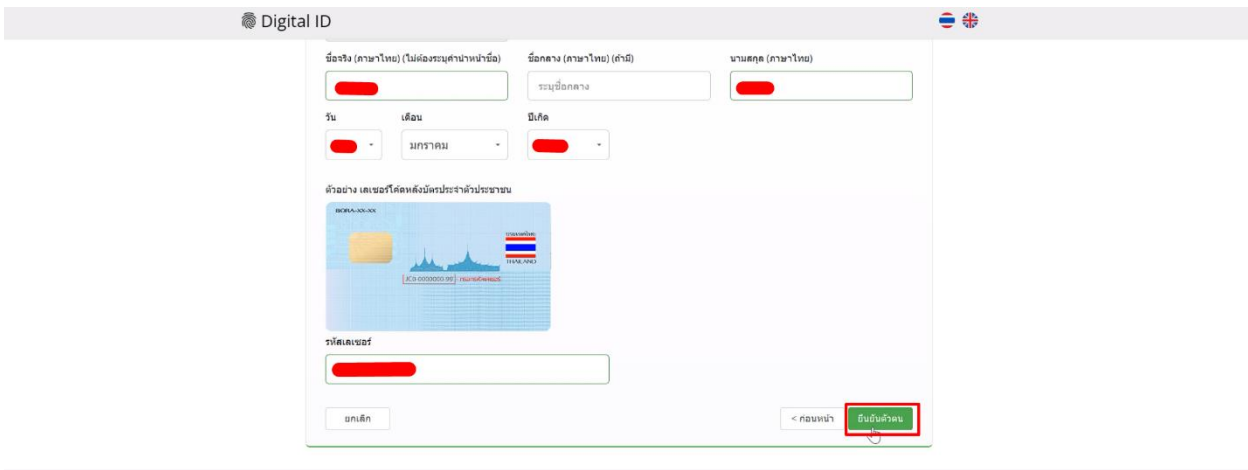 Digital ID
ชื่อจริง (ภาษาไทย) (ไม่ต้องระบุคำนำหน้าชื่อ)
ชื่อกลาง (ภาษาไทย) (ถ้ามี)
นามสกุล (ภาษาไทย)
ระบุชื่อกลาง
วัน
เดือน
ปีเกิด
มกราคม
ตัวอย่าง เลเซอร์โค้ดหลังบัตรประจำตัวประชาชน
BORA-XX-XX
THAILAND
รหัสเลเซอร์
ยกเลิก
< ก่อนหน้า
ยืนยันตัวตน